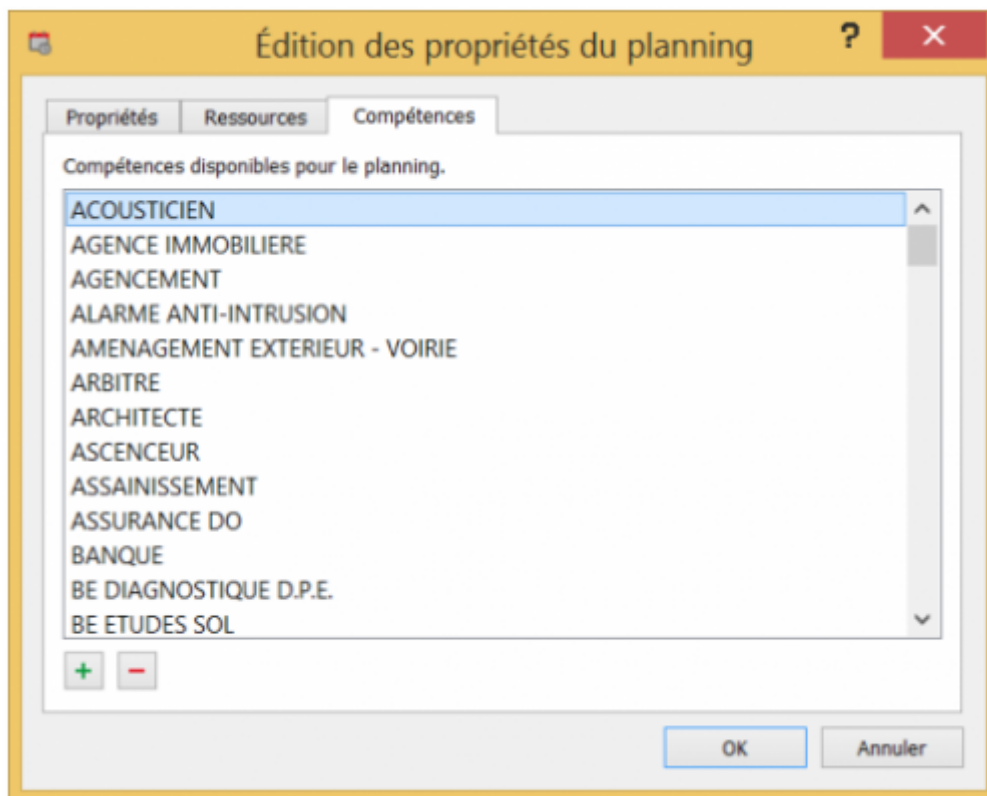 Édition des propriétés du planning
?
Propriétés Ressources Compétences
Compétences disponibles pour le planning.
ACOUSTICIEN
AGENCE IMMOBILIERE
AGENCEMENT
ALARME ANTI-INTRUSION
AMENAGEMENT EXTERIEUR - VOIRIE
ARBITRE
ARCHITECTE
ASCENCEUR
ASSAINISSEMENT
ASSURANCE DO
BANQUE
BE DIAGNOSTIQUE D.P.E.
BE ETUDES SOL
OK Annuler